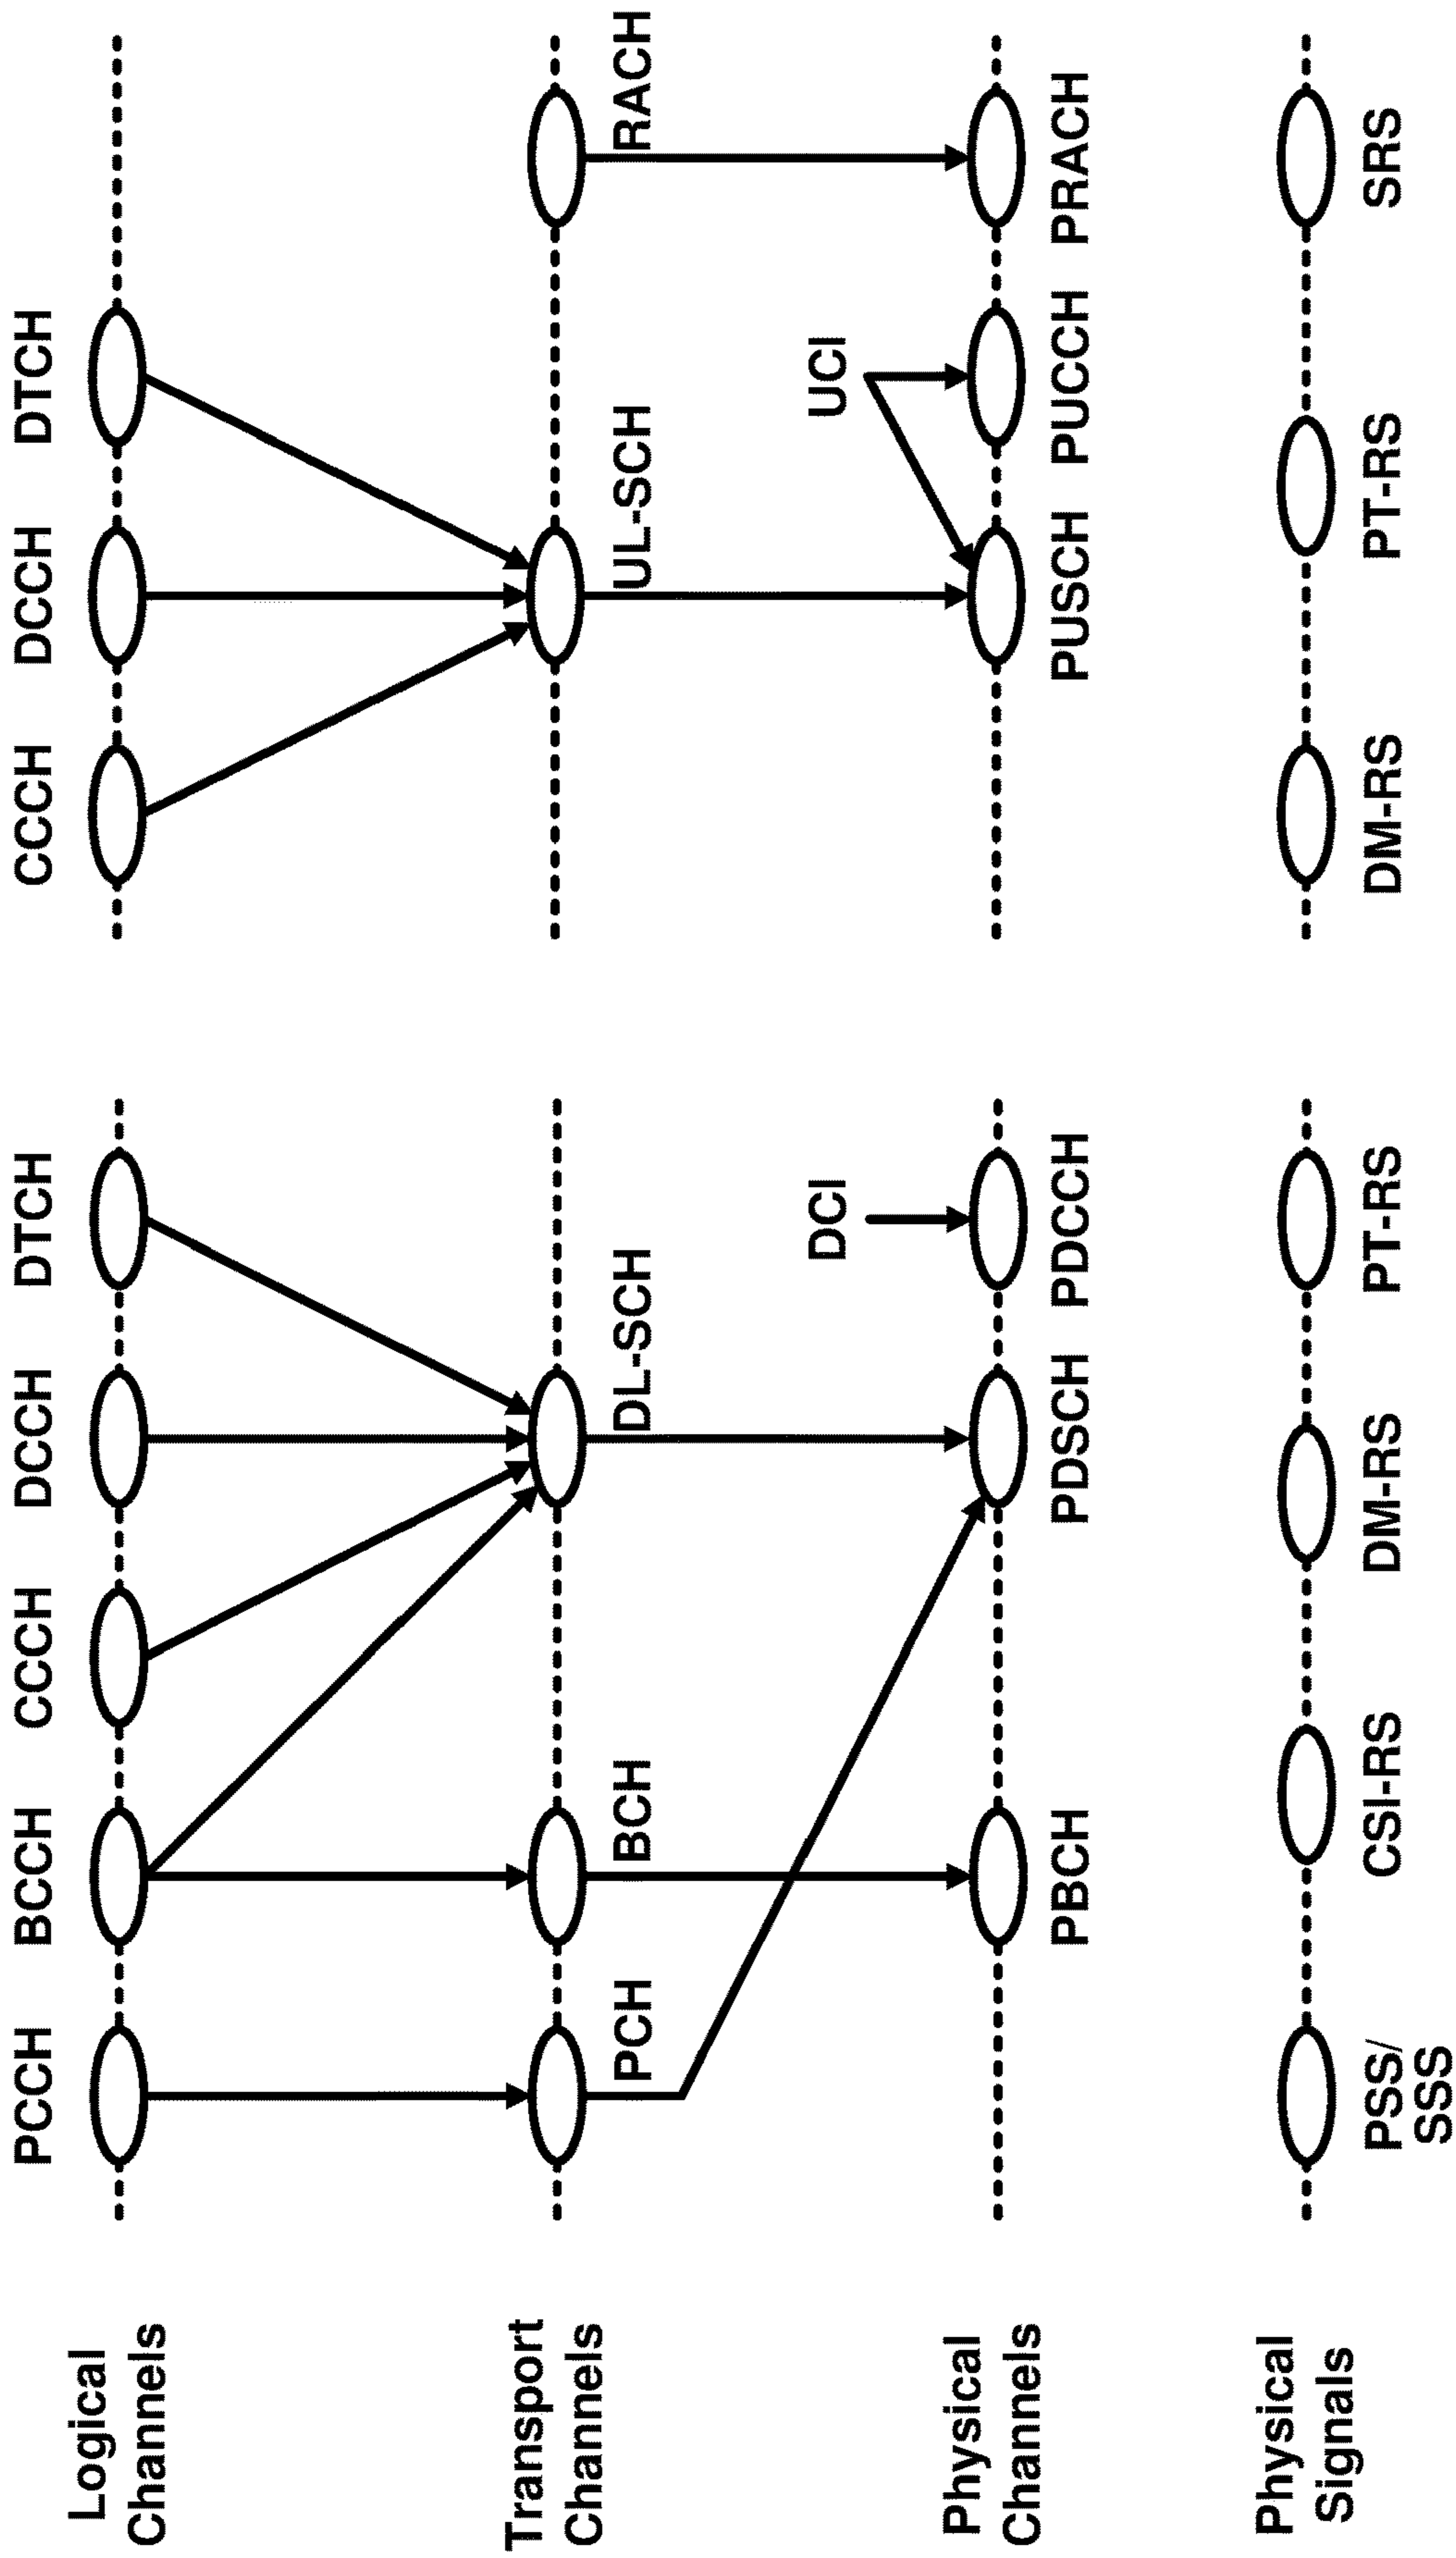 PCCH BCCH CCCH DCCH DTCH CCCH DCCH DTCH
Logical
Channels
Transport
Channels
PCH BCH DL-SCH UL-SCH RACH
DCI UCI
Physical
Channels
PBCH PDSCH PDCCH PUSCH PUCCH PRACH
Physical
Signals
PSS/
SSS
CSI-RS DM-RS PT-RS DM-RS PT-RS SRS